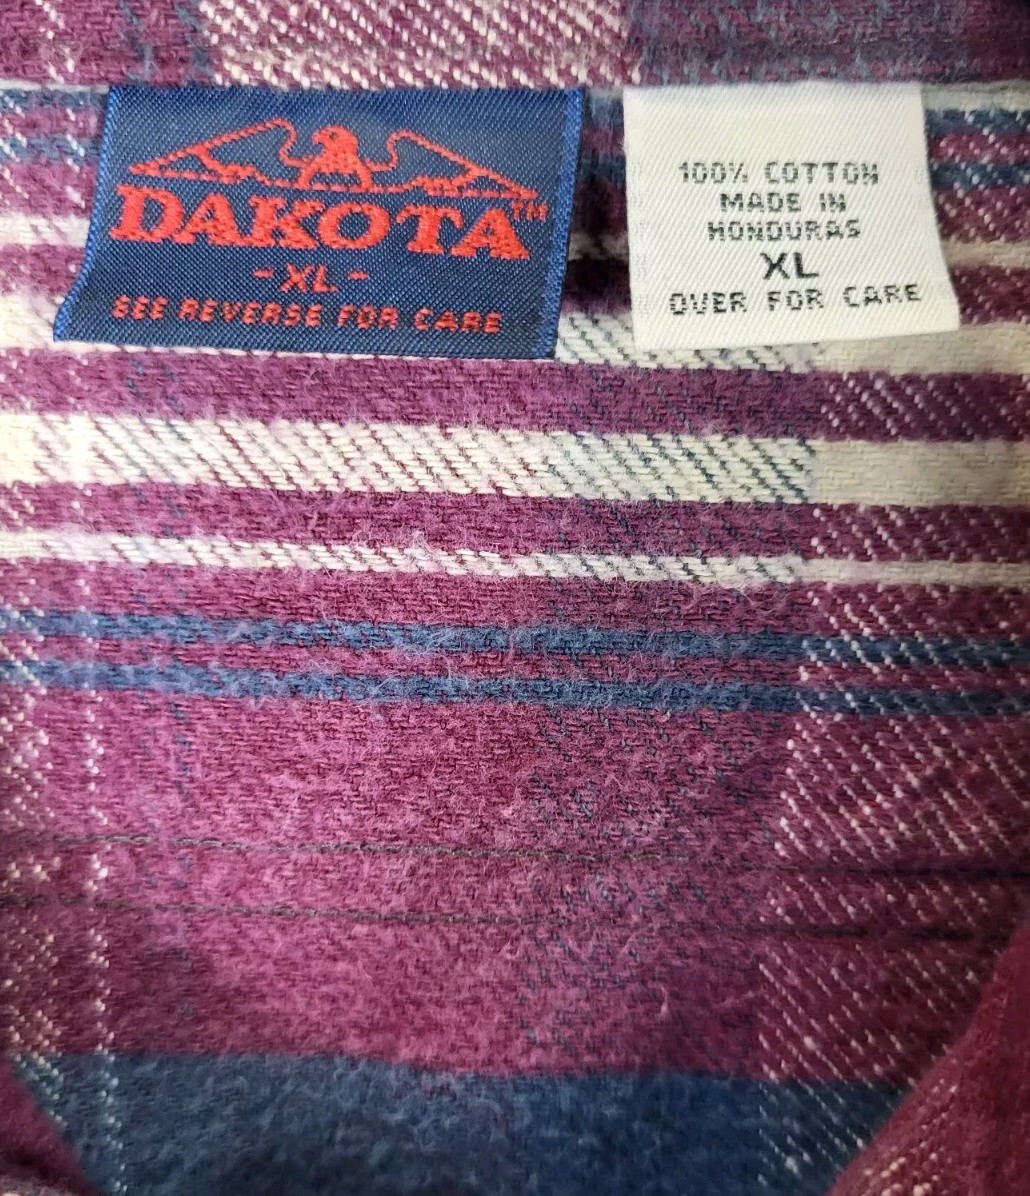 DAKOTA™
-XL-
SEE REVERSE FOR CARE
100% COTTON
MADE IN
HONDURAS
XL
OVER FOR CARE